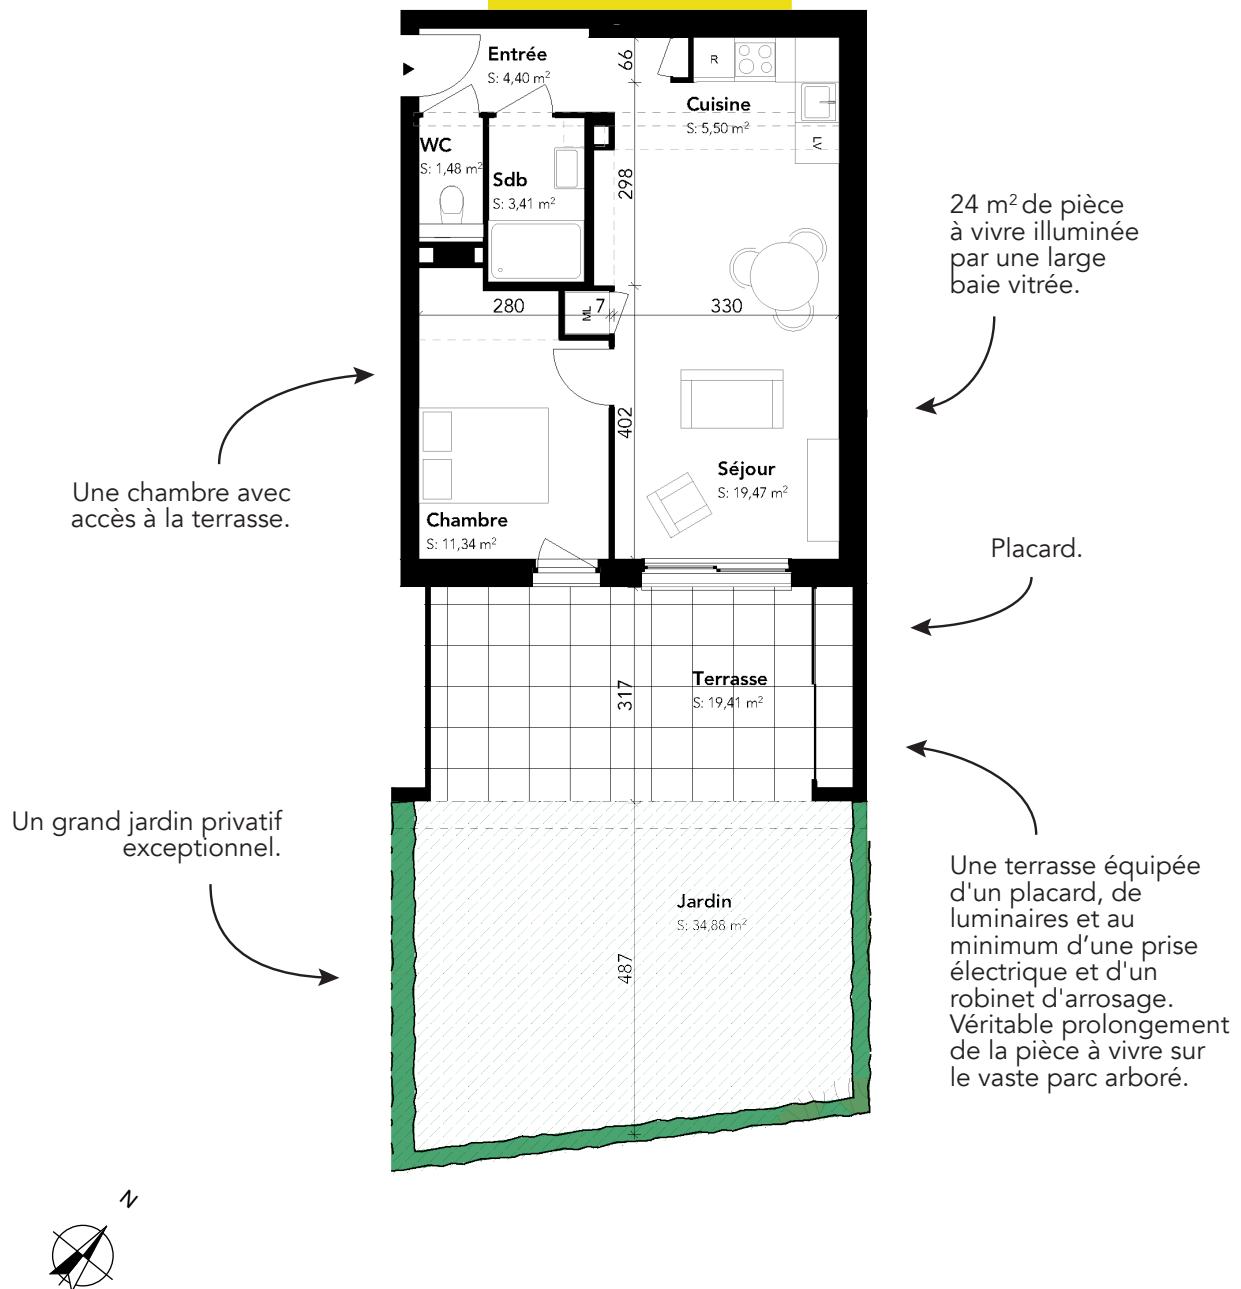 Entrée
S: 4,40 m²
66
R
Cuisine
S: 5,50 m²
LV
WC
S: 1,48 m²
Sdb
S: 3,41 m²
298
24 m² de pièce
à vivre illuminée
par une large
baie vitrée.
280
ML
7
330
402
Une chambre avec
accès à la terrasse.
Séjour
S: 19,47 m²
Chambre
S: 11,34 m²
Placard.
Terrasse
S: 19,41 m²
317
Un grand jardin privatif
exceptionnel.
Jardin
S: 34,88 m²
487
Une terrasse équipée
d'un placard, de
luminaires et au
minimum d’une prise
électrique et d'un
robinet d'arrosage.
Véritable prolongement
de la pièce à vivre sur
le vaste parc arboré.
N